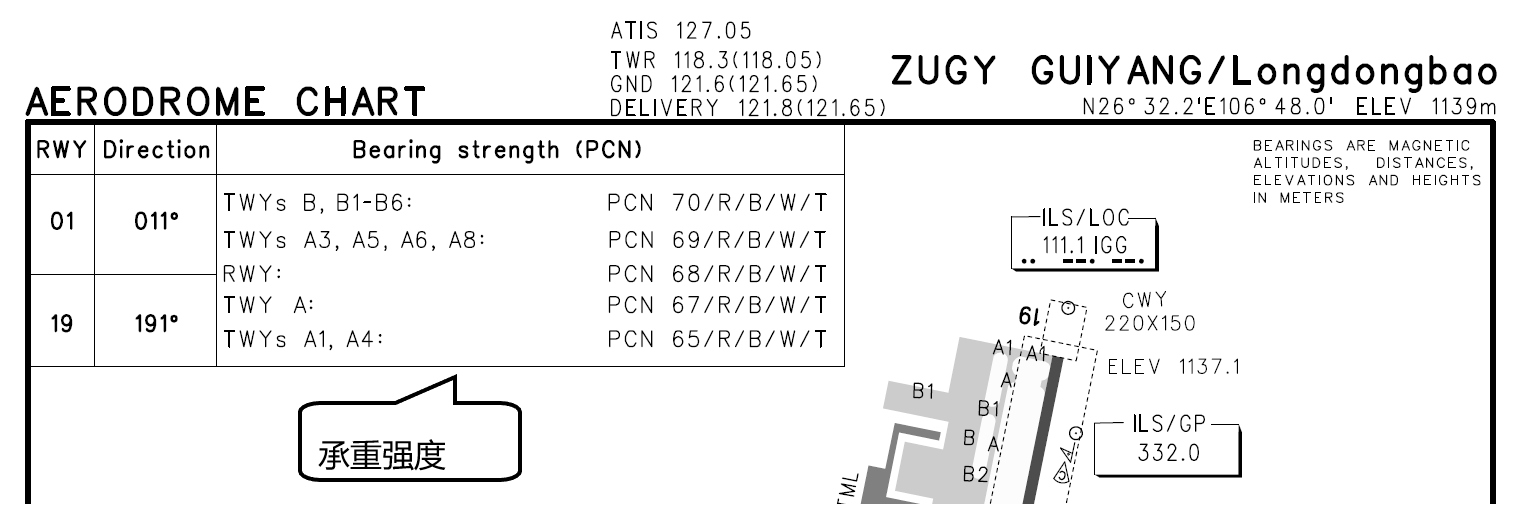 ATIS 127.05
TWR 118.3(118.05)
GND 121.6(121.65)
DELIVERY 121.8(121.65)
ZUGY GUIYANG/Longdongbao
N26°32.2'E106°48.0' ELEV 1139m
AERODROME CHART
RWY Direction Bearing strength (PCN)
01 011°
19 191°
TWYs B, B1-B6: PCN 70/R/B/W/T
TWYs A3, A5, A6, A8: PCN 69/R/B/W/T
RWY: PCN 68/R/B/W/T
TWY A: PCN 67/R/B/W/T
TWYs A1, A4: PCN 65/R/B/W/T
承重强度
BEARINGS ARE MAGNETIC
ALTITUDES, DISTANCES,
ELEVATIONS AND HEIGHTS
IN METERS
ILS/LOC
111.1 IGG
19
CWY
220X150
ELEV 1137.1
A1 A1
A
B1
B1
B A
B2
A
ILS/GP
332.0
TML